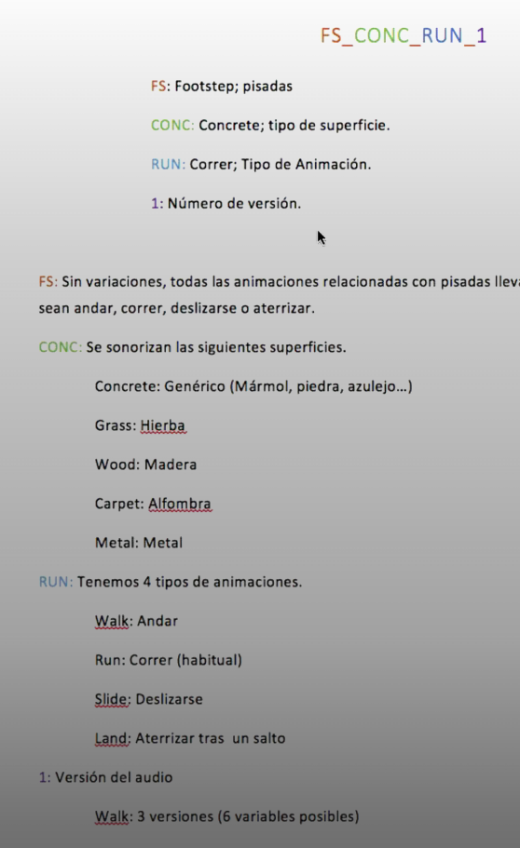 FS_CONC_RUN_1
FS: Footstep; pisadas
CONC: Concrete; tipo de superficie.
RUN: Correr; Tipo de Animación.
1: Número de versión.
FS: Sin variaciones, todas las animaciones relacionadas con pisadas
sean andar, correr, deslizarse o aterrizar.
CONC: Se sonorizan las siguientes superficies.
Concrete: Genérico (Mármol, piedra, azulejo…)
Grass: Hierba
Wood: Madera
Carpet: Alfombra
Metal: Metal
RUN: Tenemos 4 tipos de animaciones.
Walk: Andar
Run: Correr (habitual)
Slide: Deslizarse
Land: Aterrizar tras un salto
1: Versión del audio
Walk: 3 versiones (6 variables posibles)